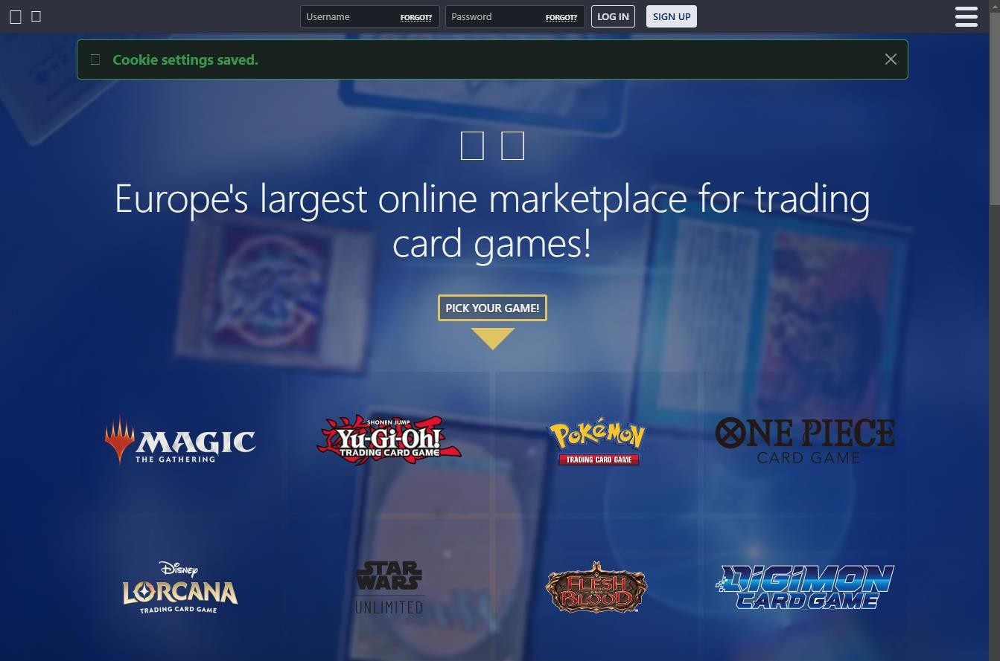 Username FORGOT? Password FORGOT? LOG IN SIGN UP
Cookie settings saved.
Europe's largest online marketplace for trading
card games!
PICK YOUR GAME!
MAGIC
THE GATHERING
SHONEN JUMP
Yu-Gi-Oh!
TRADING CARD GAME
POKéMON
TRADING CARD GAME
ONE PIECE
CARD GAME
Disney
LORCANA
TRADING CARD GAME
STAR
WARS
UNLIMITED
FLESH
AND
BLOOD
DIGIMON
CARD GAME